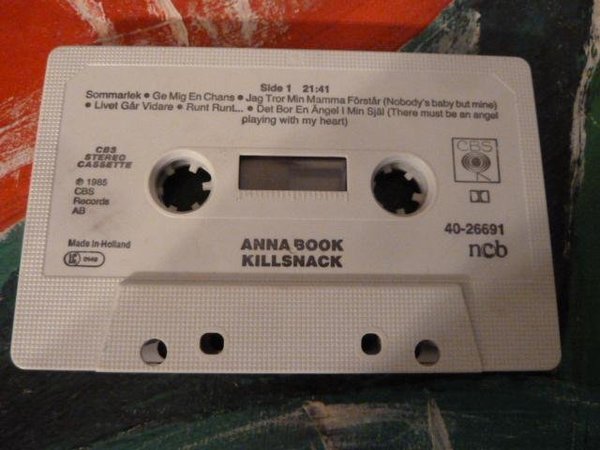 Side 1 21:41
Sommarlek • Ge Mig En Chans • Jag Tror Min Mamma Förstår (Nobody's baby but mine)
• Livet Går Vidare • Runt Runt... • Det Bor En Ängel I Min Själ (There must be an angel
playing with my heart)
CBS
STEREO
CASSETTE
CBS
℗ 1985
CBS
Records
AB
40-26691
Made in Holland
ANNA BOOK
ncb
KILLSNACK